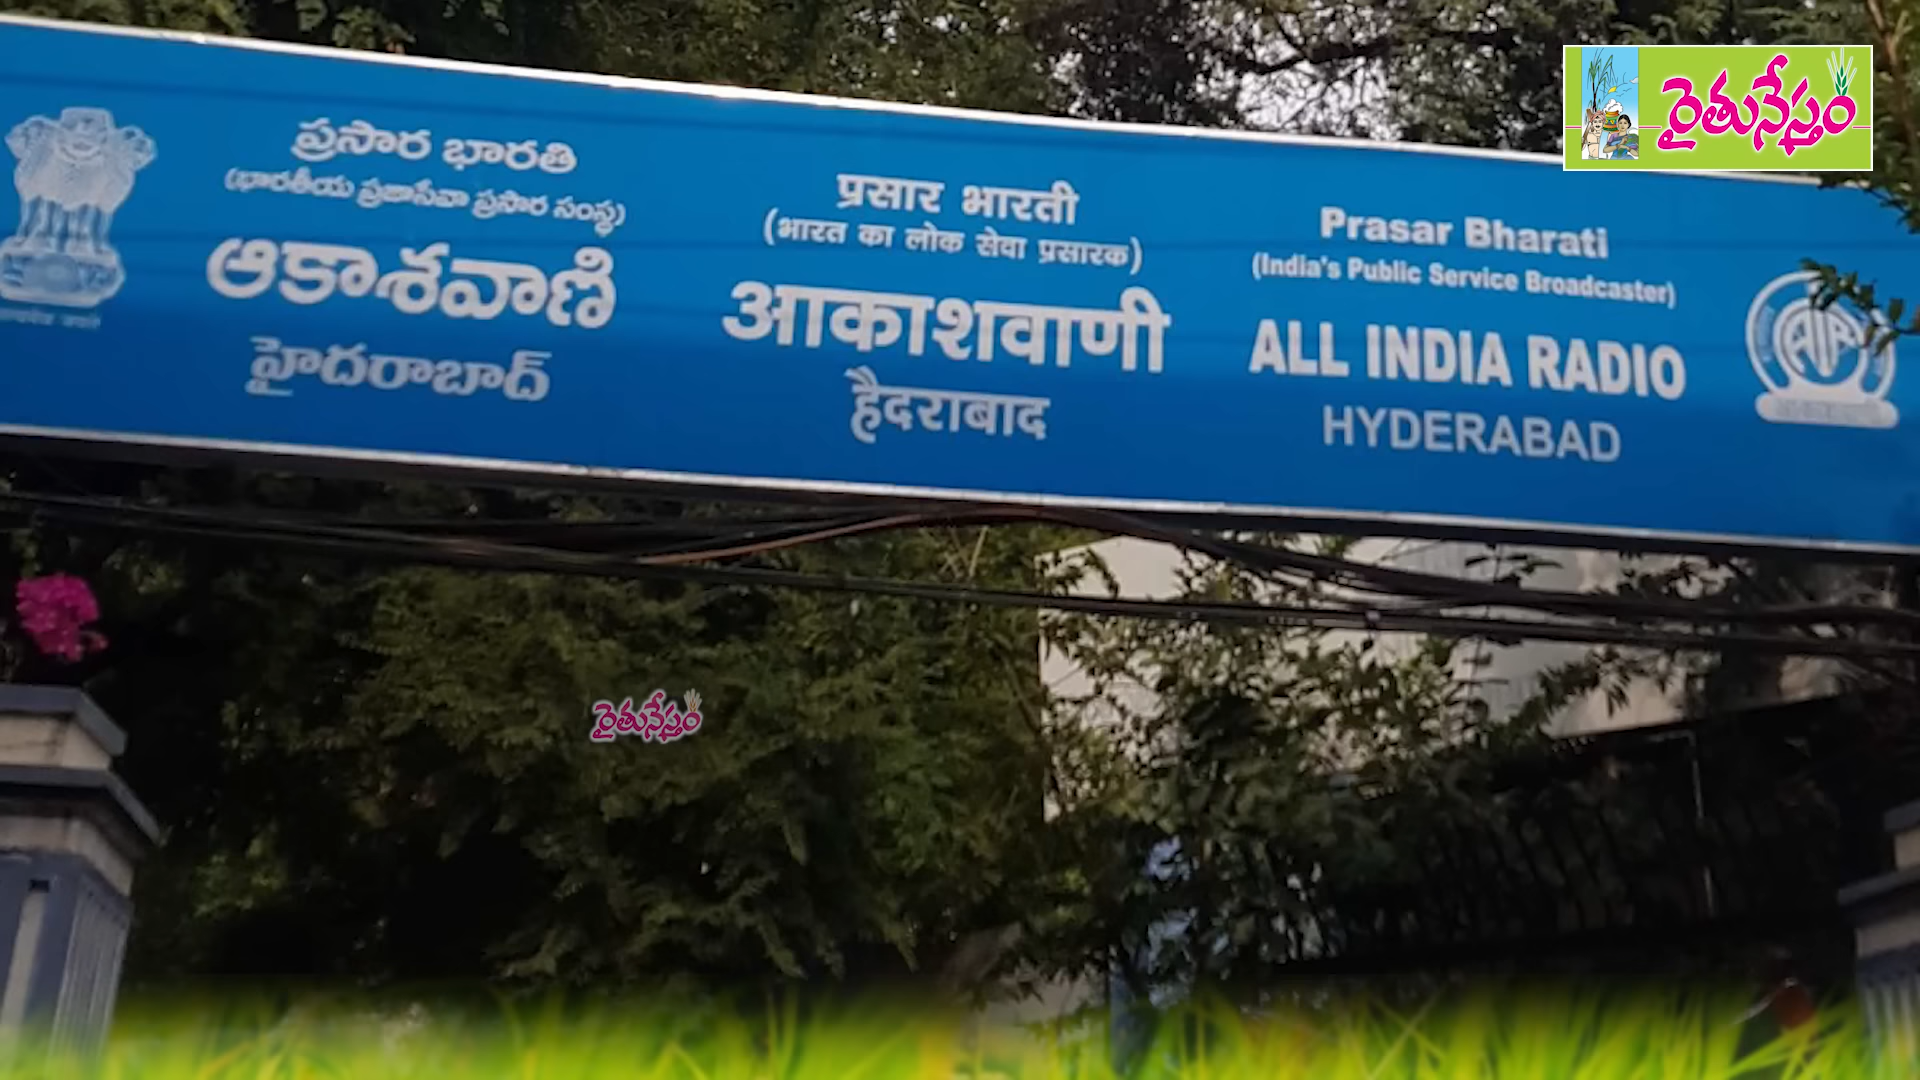 ప్రసార భారతి
(భారతీయ ప్రజాసేవా ప్రసార సంస్థ)
ఆకాశవాణి
హైదరాబాద్
प्रसार भारती
(भारत का लोक सेवा प्रसारक)
आकाशवाणी
हैदराबाद
Prasar Bharati
(India's Public Service Broadcaster)
ALL INDIA RADIO
HYDERABAD
AIR
రైతునేస్తం
రైతునేస్తం